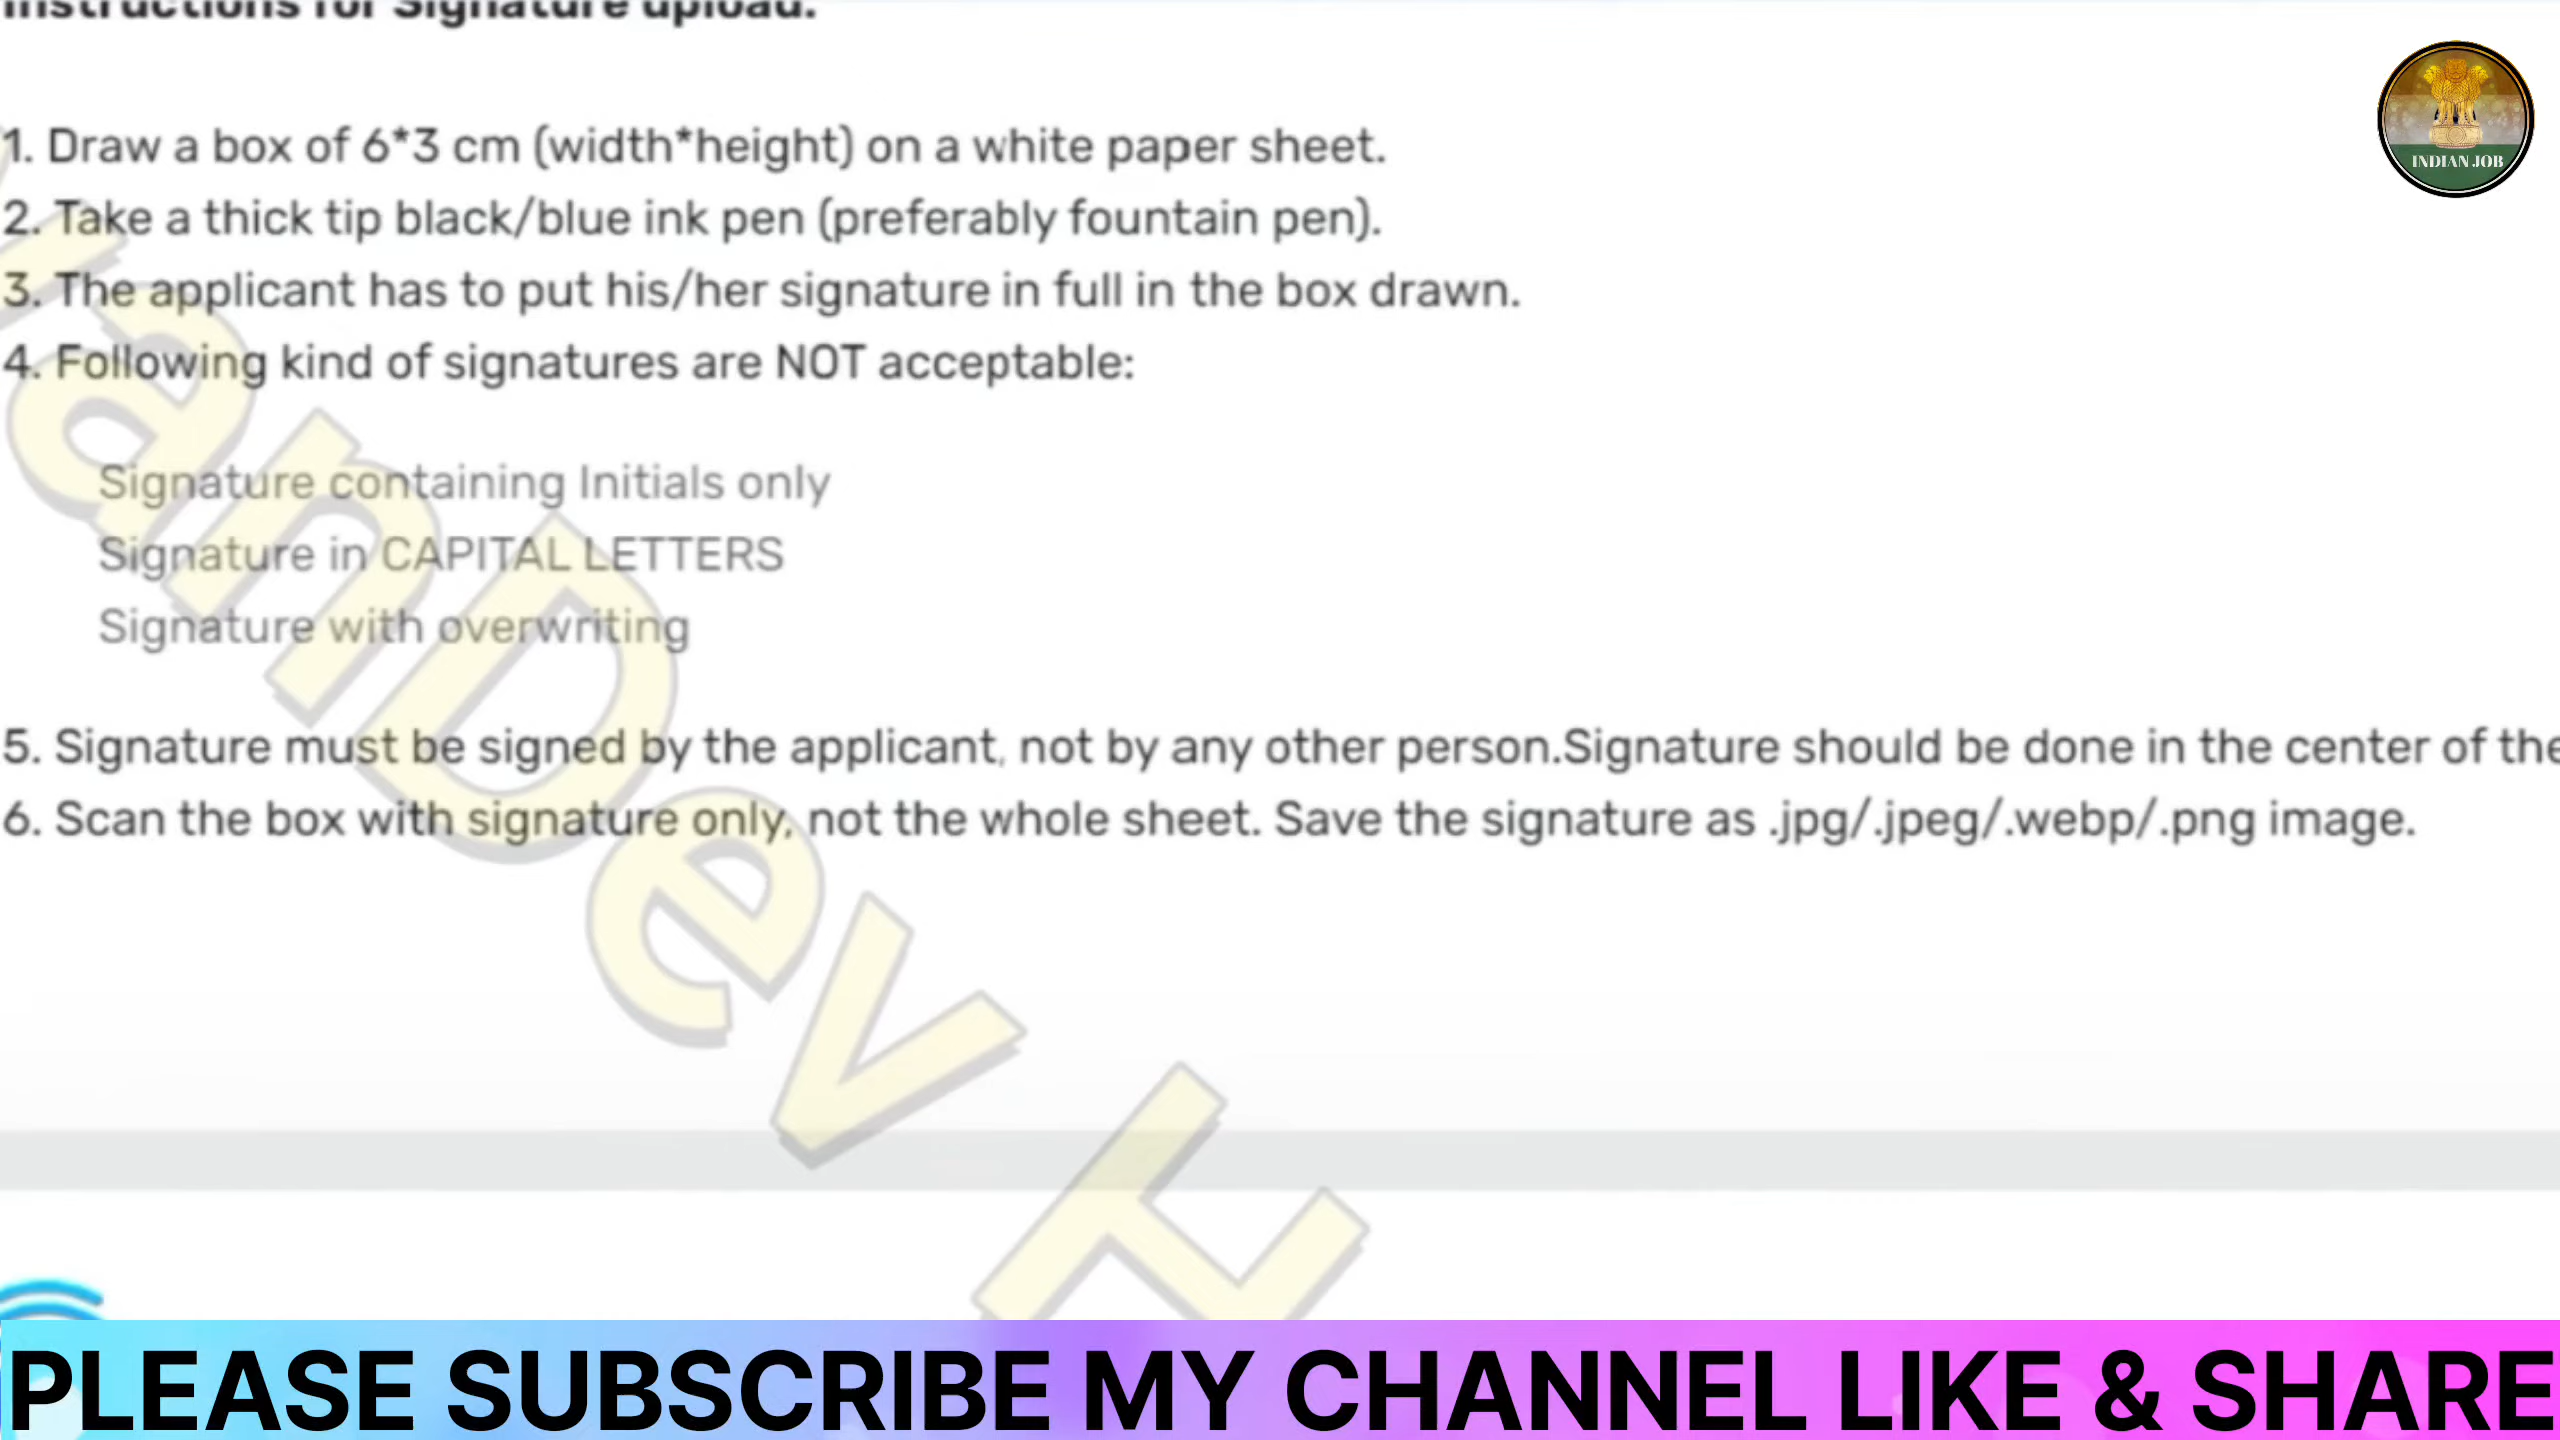 Instructions for Signature upload:
INDIAN JOB
1. Draw a box of 6*3 cm (width*height) on a white paper sheet.
2. Take a thick tip black/blue ink pen (preferably fountain pen).
3. The applicant has to put his/her signature in full in the box drawn.
4. Following kind of signatures are NOT acceptable:
Signature containing Initials only
Signature in CAPITAL LETTERS
Signature with overwriting
5. Signature must be signed by the applicant, not by any other person.Signature should be done in the center of the
6. Scan the box with signature only, not the whole sheet. Save the signature as .jpg/.jpeg/.webp/.png image.
anDev H
PLEASE SUBSCRIBE MY CHANNEL LIKE & SHARE